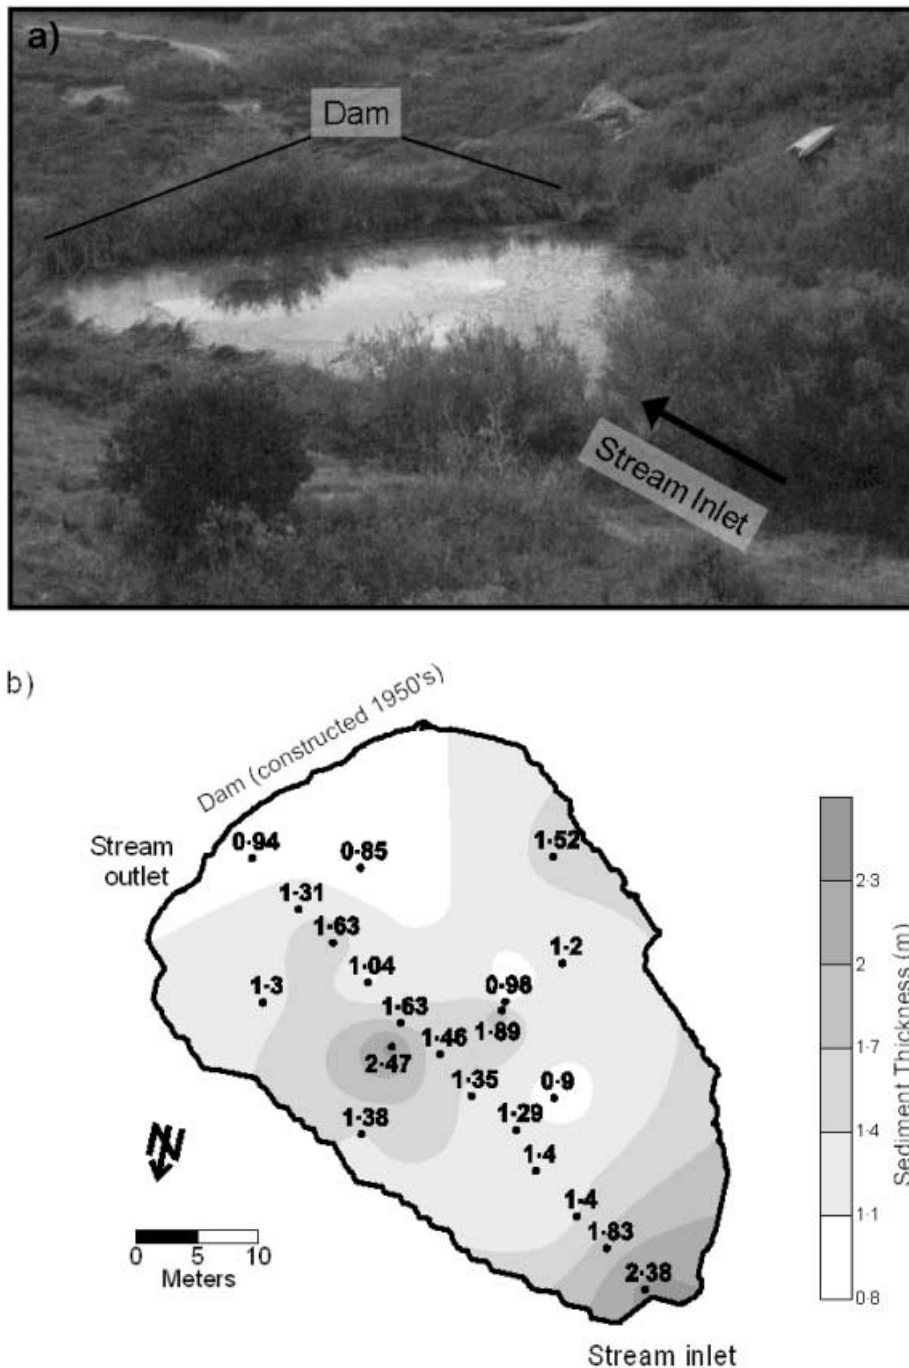 a)
Dam
Stream Inlet
b)
Dam (constructed 1950's)
Stream
outlet
0·94
0·85
1·52
1·31
1·63
1·04
1·2
1·3
0·98
1·63
1·89
1·46
2·47
1·35
0·9
1·38
1·29
1·4
1·4
1·83
2·38
N
0 5 10
Meters
Stream inlet
2·3
2
1·7
1·4
1·1
0·8
Sediment Thickness (m)